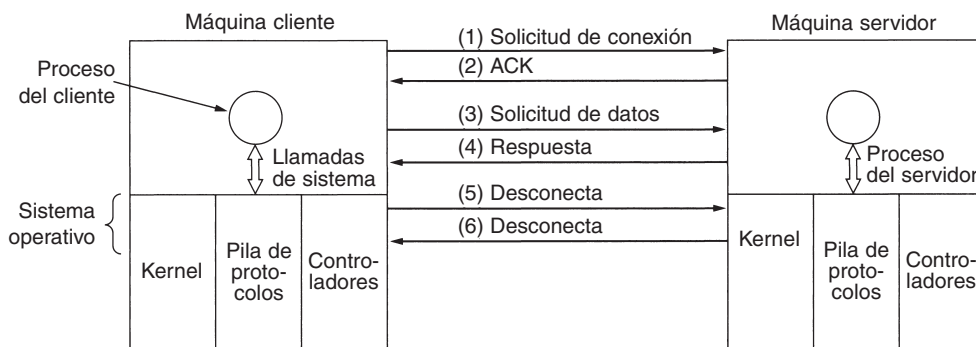 Máquina cliente
Máquina servidor
(1) Solicitud de conexión
(2) ACK
Proceso
del cliente
(3) Solicitud de datos
(4) Respuesta
Llamadas
de sistema
Proceso
del servidor
(5) Desconecta
(6) Desconecta
Sistema
operativo
Kernel
Pila de
proto-
colos
Contro-
ladores
Kernel
Pila de
proto-
colos
Contro-
ladores